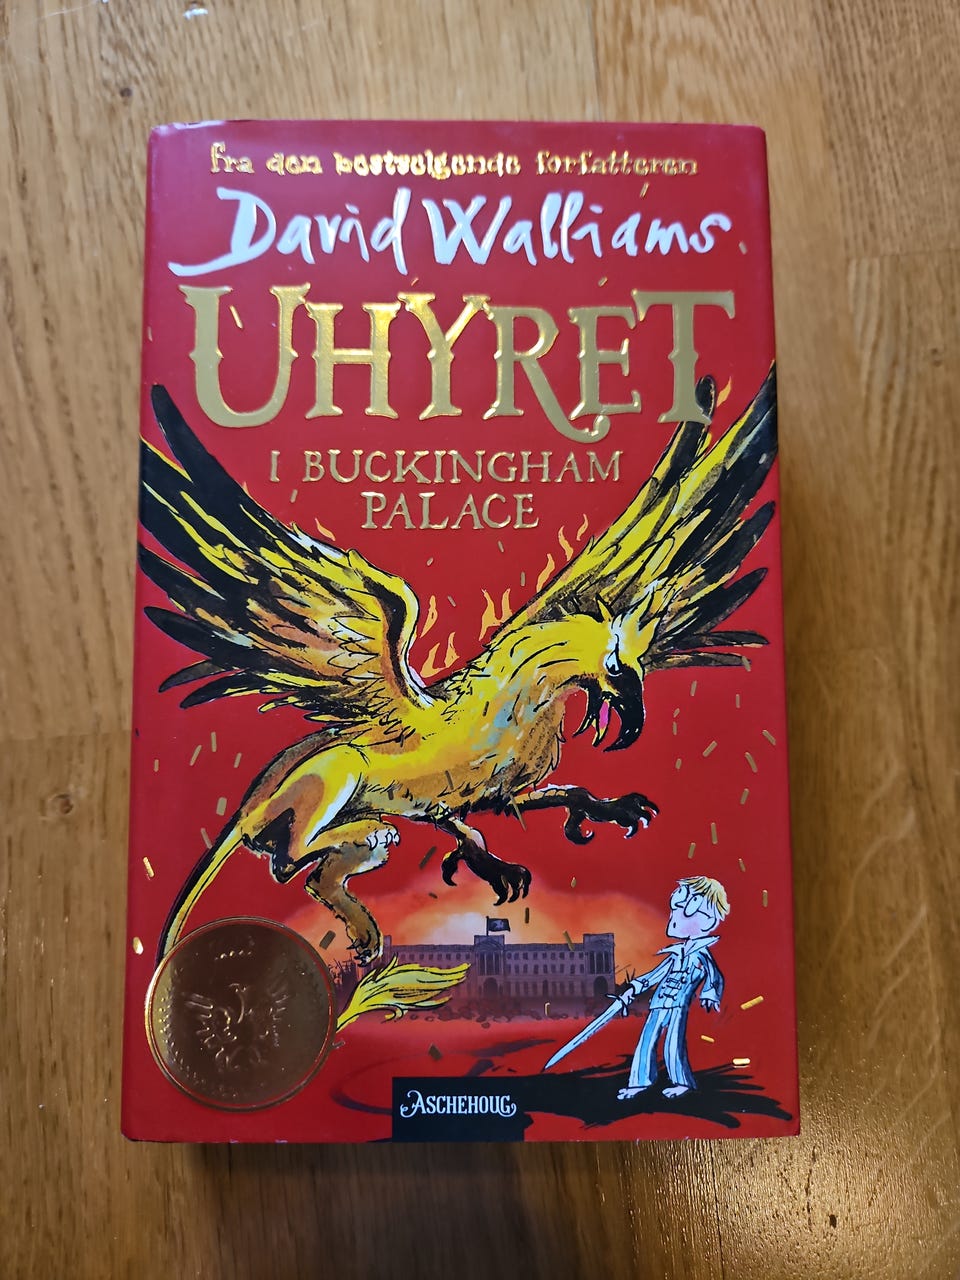 fra den bestselgende forfatteren
David Walliams
UHYRET
I BUCKINGHAM
PALACE
ASCHEHOUG